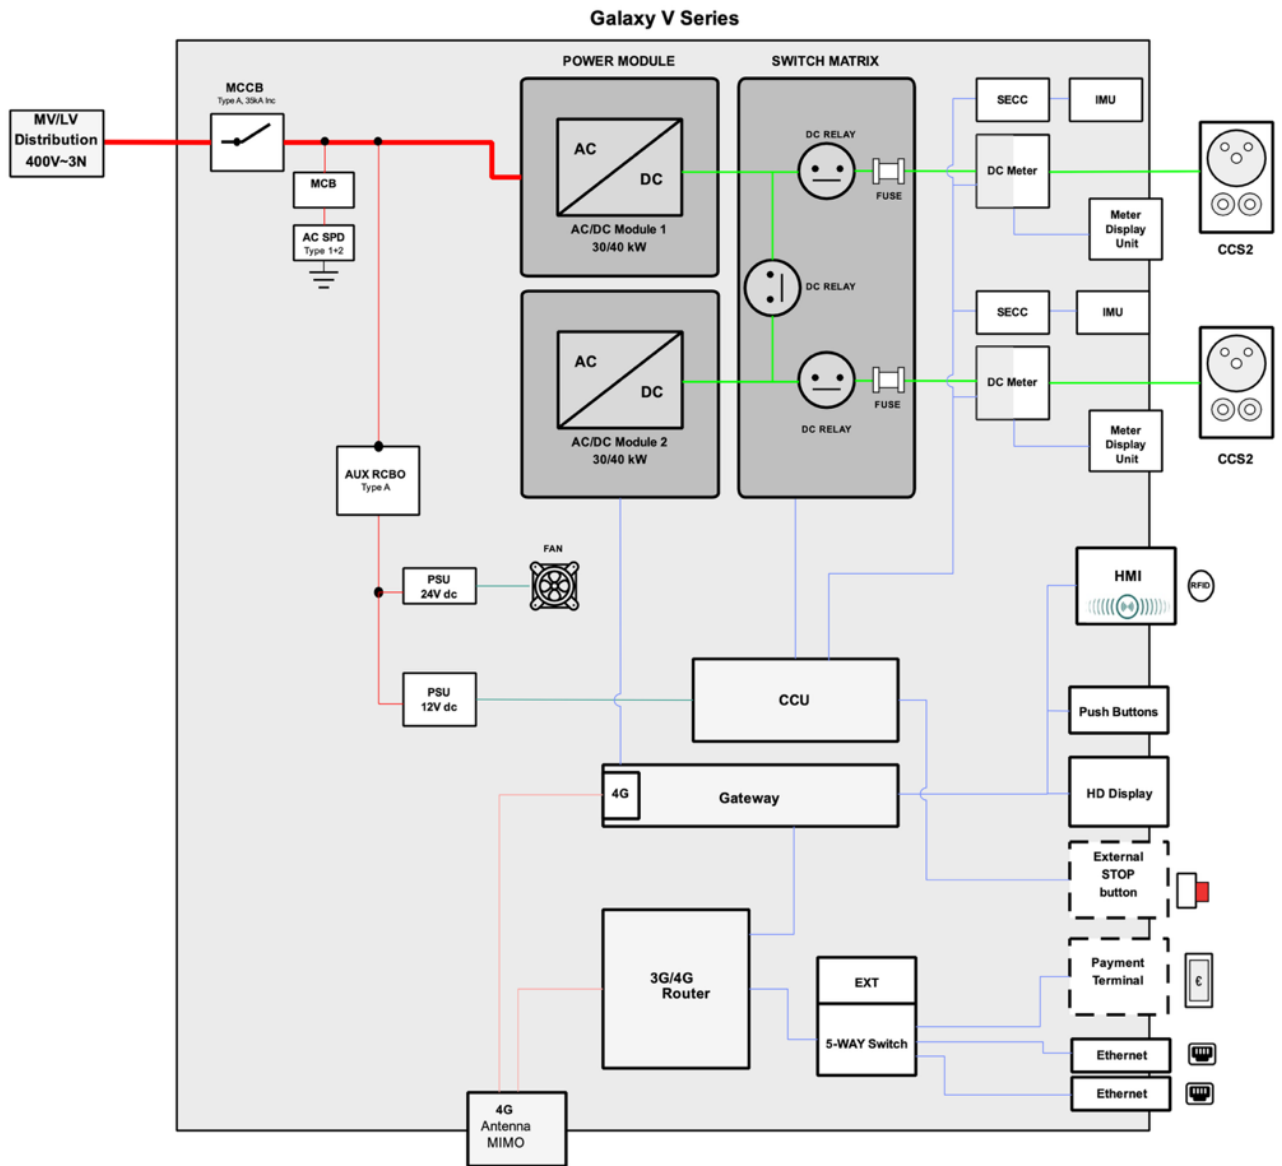 Galaxy V Series
MV/LV
Distribution
400V~3N
MCCB
Type A, 35kA Inc
MCB
AC SPD
Type 1+2
POWER MODULE
AC
DC
AC/DC Module 1
30/40 kW
AC
DC
AC/DC Module 2
30/40 kW
SWITCH MATRIX
DC RELAY
FUSE
DC RELAY
DC RELAY
FUSE
SECC
IMU
DC Meter
Meter
Display
Unit
CCS2
SECC
IMU
DC Meter
Meter
Display
Unit
CCS2
AUX RCBO
Type A
PSU
24V dc
FAN
PSU
12V dc
CCU
HMI
RFID
Push Buttons
4G
Gateway
HD Display
External
STOP
button
3G/4G
Router
EXT
5-WAY Switch
Payment
Terminal
€
Ethernet
Ethernet
4G
Antenna
MIMO